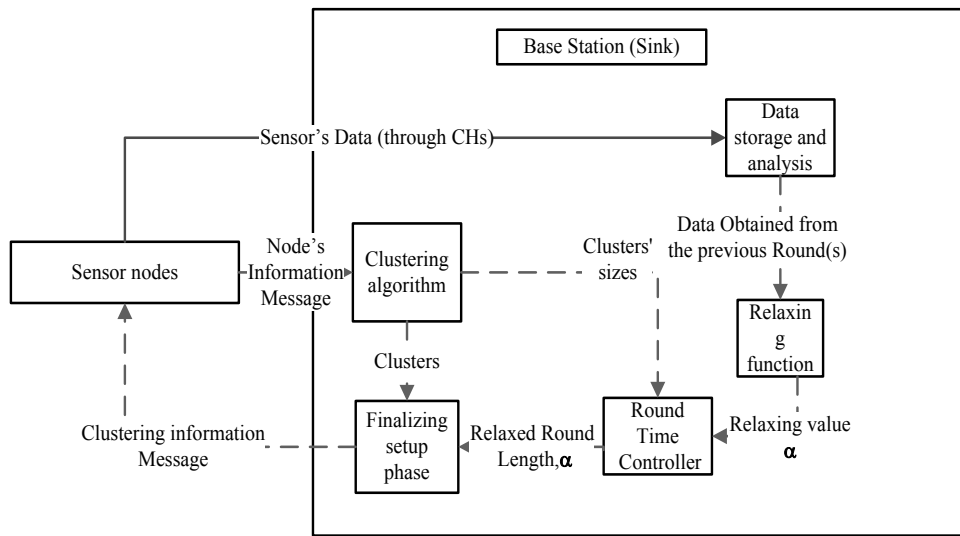 Base Station (Sink)
Data
storage and
analysis
Sensor's Data (through CHs)
Data Obtained from
the previous Round(s)
Node's
Information
Message
Clustering
algorithm
Clusters'
sizes
Sensor nodes
Relaxin
g
function
Clusters
Clustering information
Message
Finalizing
setup
phase
Relaxed Round
Length,α
Round
Time
Controller
Relaxing value
α